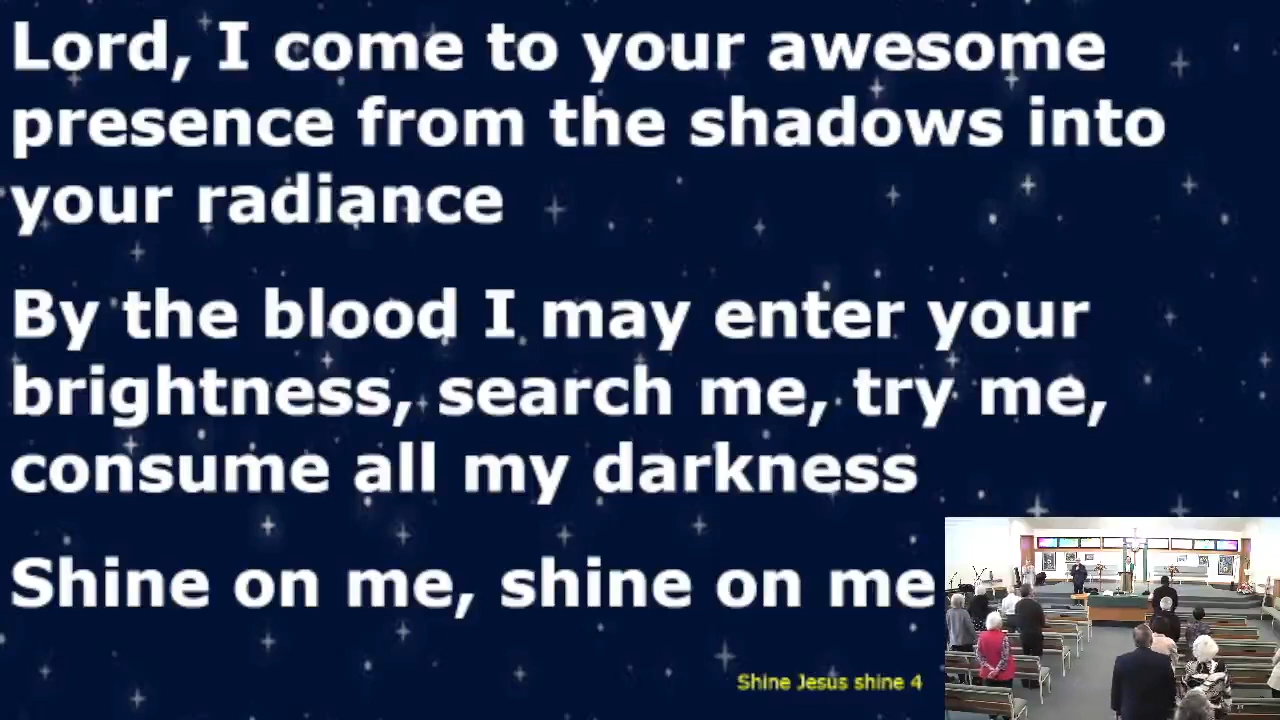 Lord, I come to your awesome
presence from the shadows into
your radiance
By the blood I may enter your
brightness, search me, try me,
consume all my darkness
Shine on me, shine on me
Shine Jesus shine 4